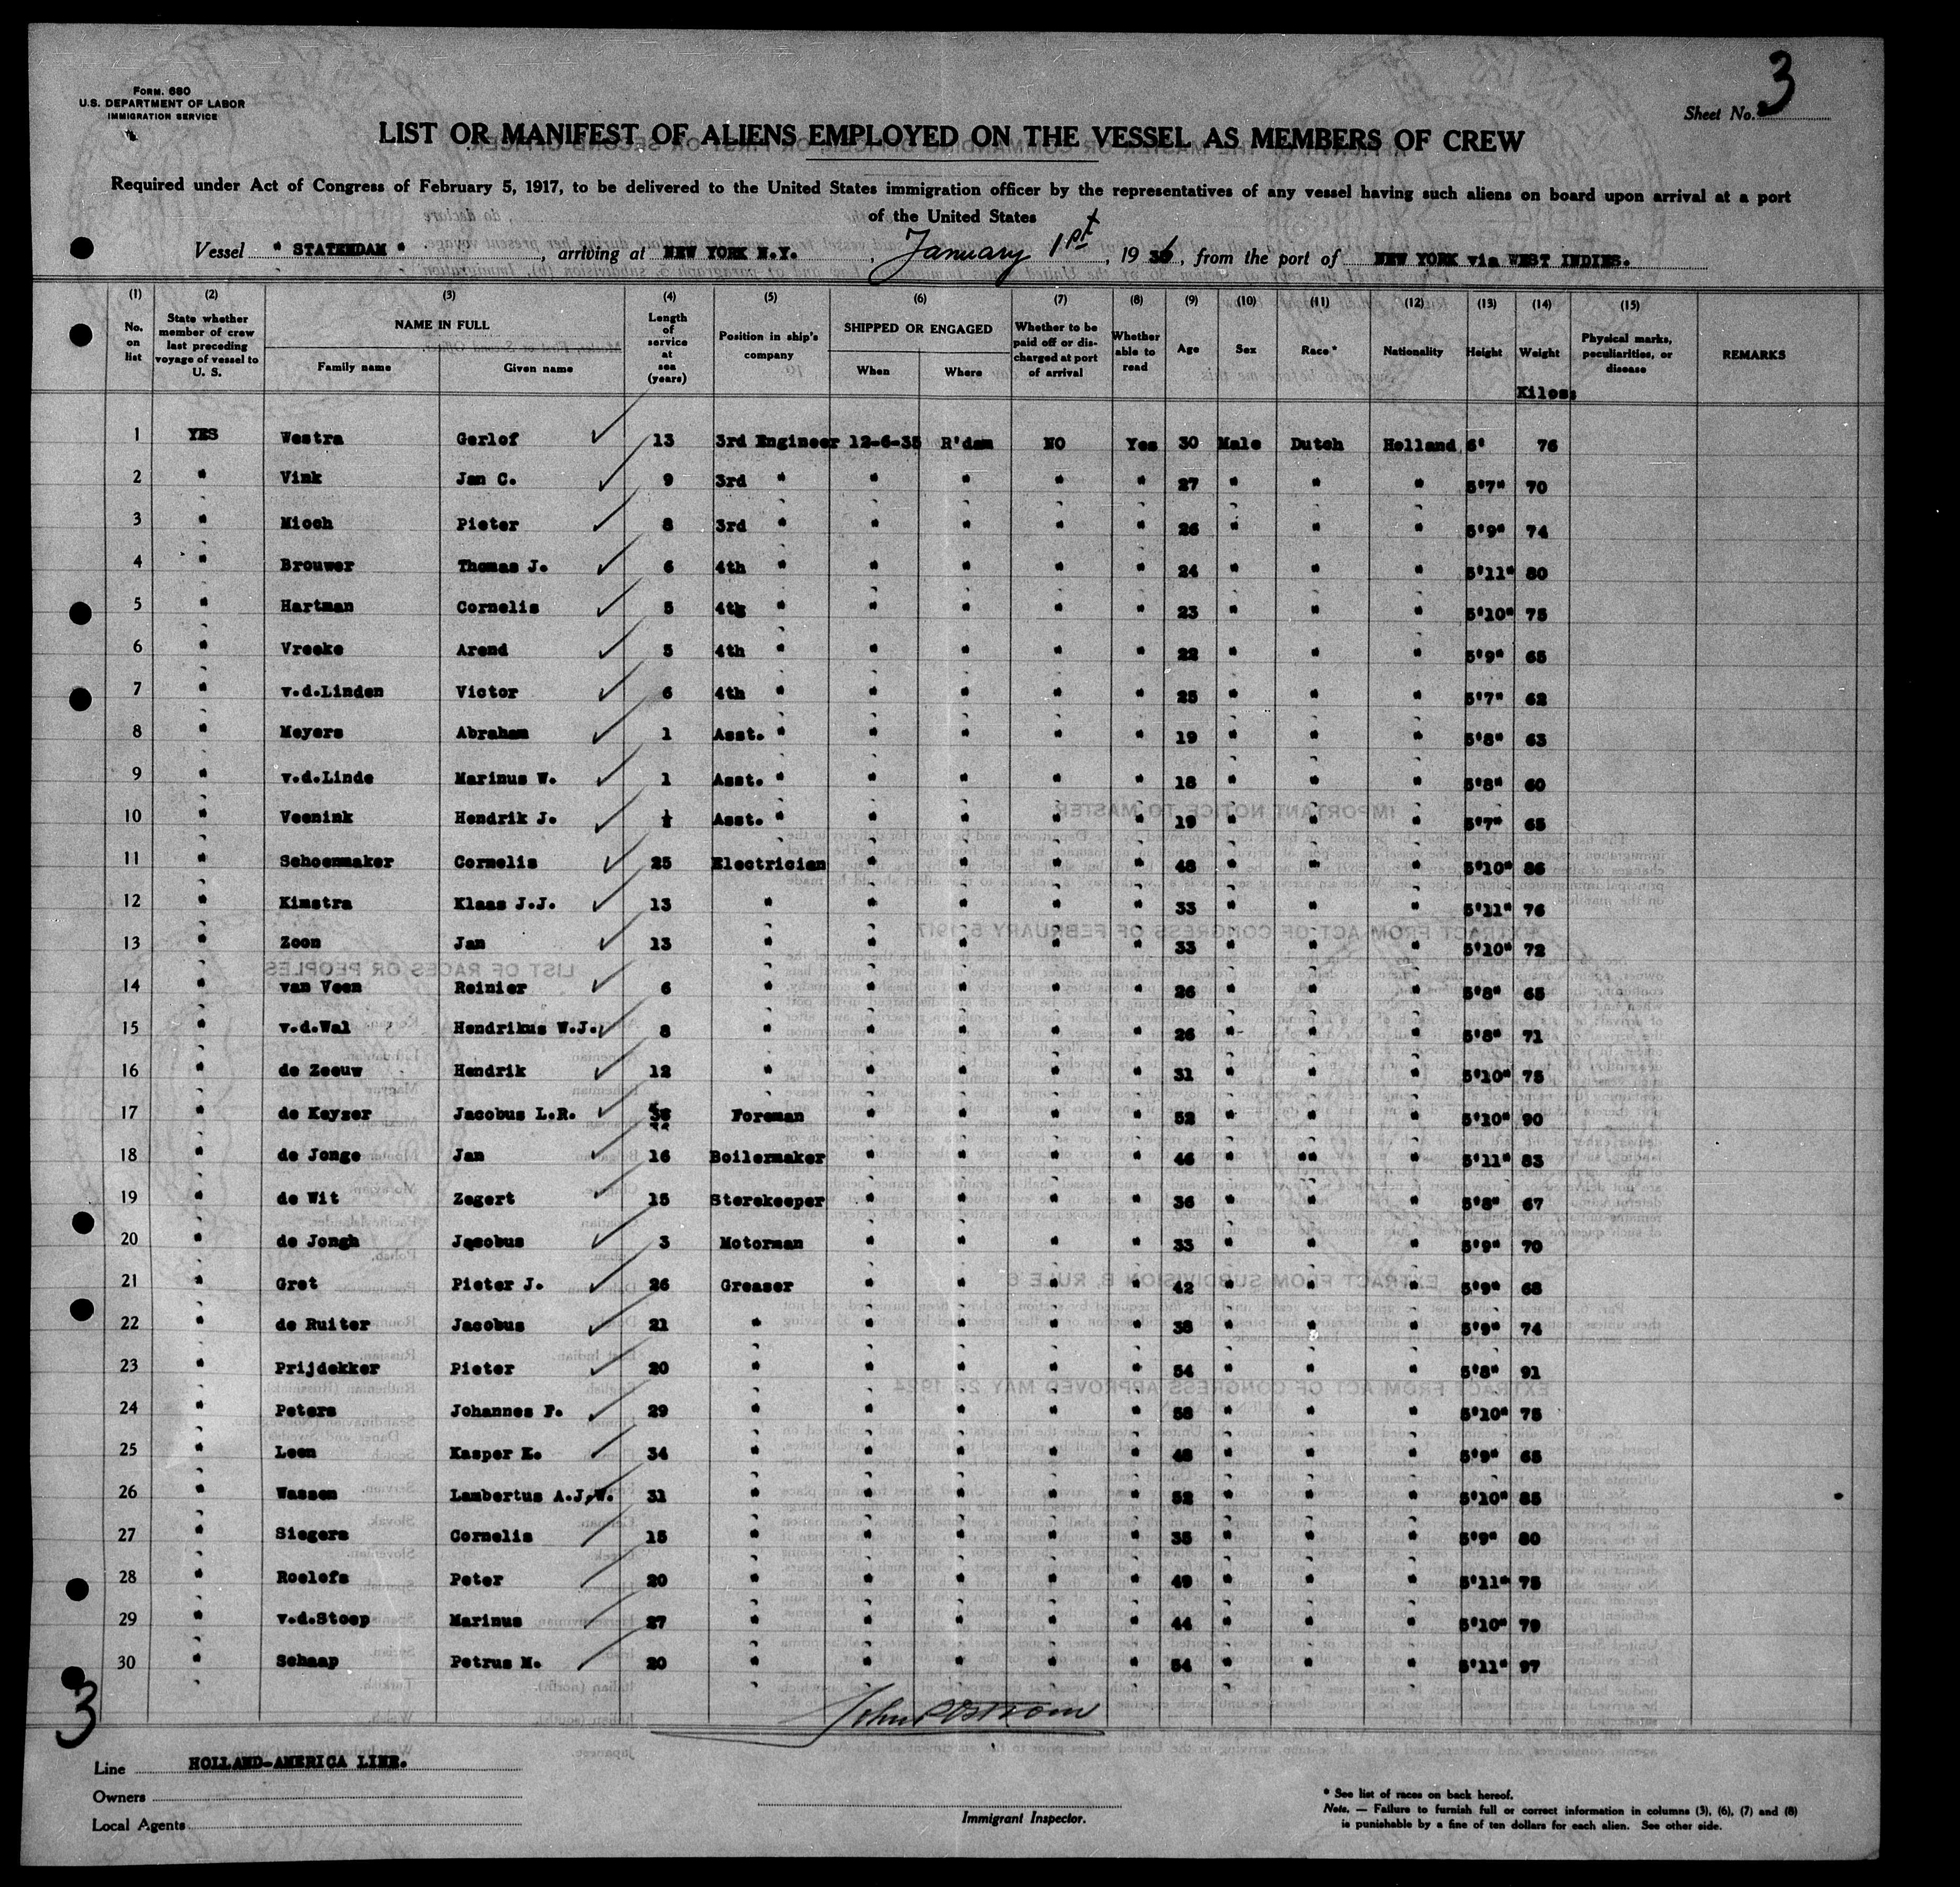 Form. 680
U.S. DEPARTMENT OF LABOR
IMMIGRATION SERVICE
Sheet No. 3
LIST OR MANIFEST OF ALIENS EMPLOYED ON THE VESSEL AS MEMBERS OF CREW
Required under Act of Congress of February 5, 1917, to be delivered to the United States immigration officer by the representatives of any vessel having such aliens on board upon arrival at a port
of the United States
Vessel " STATENDAM " , arriving at NEW YORK N.Y. , January 1st , 1936 , from the port of NEW YORK via WEST INDIES.
(1) (2) (3) (4) (5) (6) (7) (8) (9) (10) (11) (12) (13) (14) (15)
No. on list State whether member of crew last preceding voyage of vessel to U. S. NAME IN FULL Family name Given name Length of service at sea (years) Position in ship's company SHIPPED OR ENGAGED When Where Whether to be paid off or discharged at port of arrival Whether able to read Age Sex Race * Nationality Height Weight Physical marks, peculiarities, or disease REMARKS
Kilos:
1 YES Westra Gerlof 13 3rd Engineer 12-6-35 R'dam NO Yes 30 Male Dutch Holland 6' 76
2 " Vink Jan C. 9 3rd " " " " " 27 " " " 5'7" 70
3 " Mioch Pieter 8 3rd " " " " " 26 " " " 5'9" 74
4 " Brouwer Thomas J. 6 4th " " " " " 24 " " " 5'11" 80
5 " Hartman Cornelis 5 4th " " " " " 23 " " " 5'10" 75
6 " Vreeke Arend 5 4th " " " " " 22 " " " 5'9" 65
7 " v.d.Linden Victor 6 4th " " " " " 25 " " " 5'7" 62
8 " Meyers Abraham 1 Asst. " " " " " 19 " " " 5'8" 63
9 " v.d.Linde Marinus W. 1 Asst. " " " " " 18 " " " 5'8" 60
10 " Veenink Hendrik J. Asst. " " " " " 19 " " " 5'7" 65
11 " Schoenmaker Cornelis 25 Electrician " " " " 48 " " " 5'10" 86
12 " Kimstra Klaas J.J. 13 " " " " " 33 " " " 5'11" 76
13 " Zoon Jan 13 " " " " " 33 " " " 5'10" 72
14 " van Veen Reinier 6 " " " " " 26 " " " 5'8" 65
15 " v.d.Wal Hendrikus W.J. 8 " " " " " 26 " " " 5'8" 71
16 " de Zeeuw Hendrik 12 " " " " " 31 " " " 5'10" 75
17 " de Keyzer Jacobus L.R. Foreman " " " " 52 " " " 5'10" 90
18 " de Jonge Jan 16 Boilermaker " " " " 46 " " " 5'11" 83
19 " de Wit Zegert 15 Storekeeper " " " " 36 " " " 5'8" 67
20 " de Jongh Jacobus 3 Motorman " " " " 33 " " " 5'9" 70
21 " Gret Pieter J. 26 Greaser " " " " 42 " " " 5'9" 68
22 " de Ruiter Jacobus 21 " " " " " 38 " " " 5'9" 74
23 " Prijdekker Pieter 20 " " " " " 54 " " " 5'8" 91
24 " Peters Johannes F. 29 " " " " " 58 " " " 5'10" 75
25 " Leen Kasper K. 34 " " " " " 48 " " " 5'9" 65
26 " Wassen Lambertus A.J.W. 31 " " " " " 52 " " " 5'10" 85
27 " Siegers Cornelis 15 " " " " " 35 " " " 5'9" 80
28 " Roelofs Peter 20 " " " " " 49 " " " 5'11" 75
29 " v.d.Stoep Marinus 27 " " " " " 44 " " " 5'10" 79
30 " Schaap Petrus M. 20 " " " " " 54 " " " 5'11" 97
3
Line HOLLAND-AMERICA LINE.
Owners
Local Agents
Immigrant Inspector.
* See list of races on back hereof.
Note. — Failure to furnish full or correct information in columns (3), (6), (7) and (8)
is punishable by a fine of ten dollars for each alien. See other side.